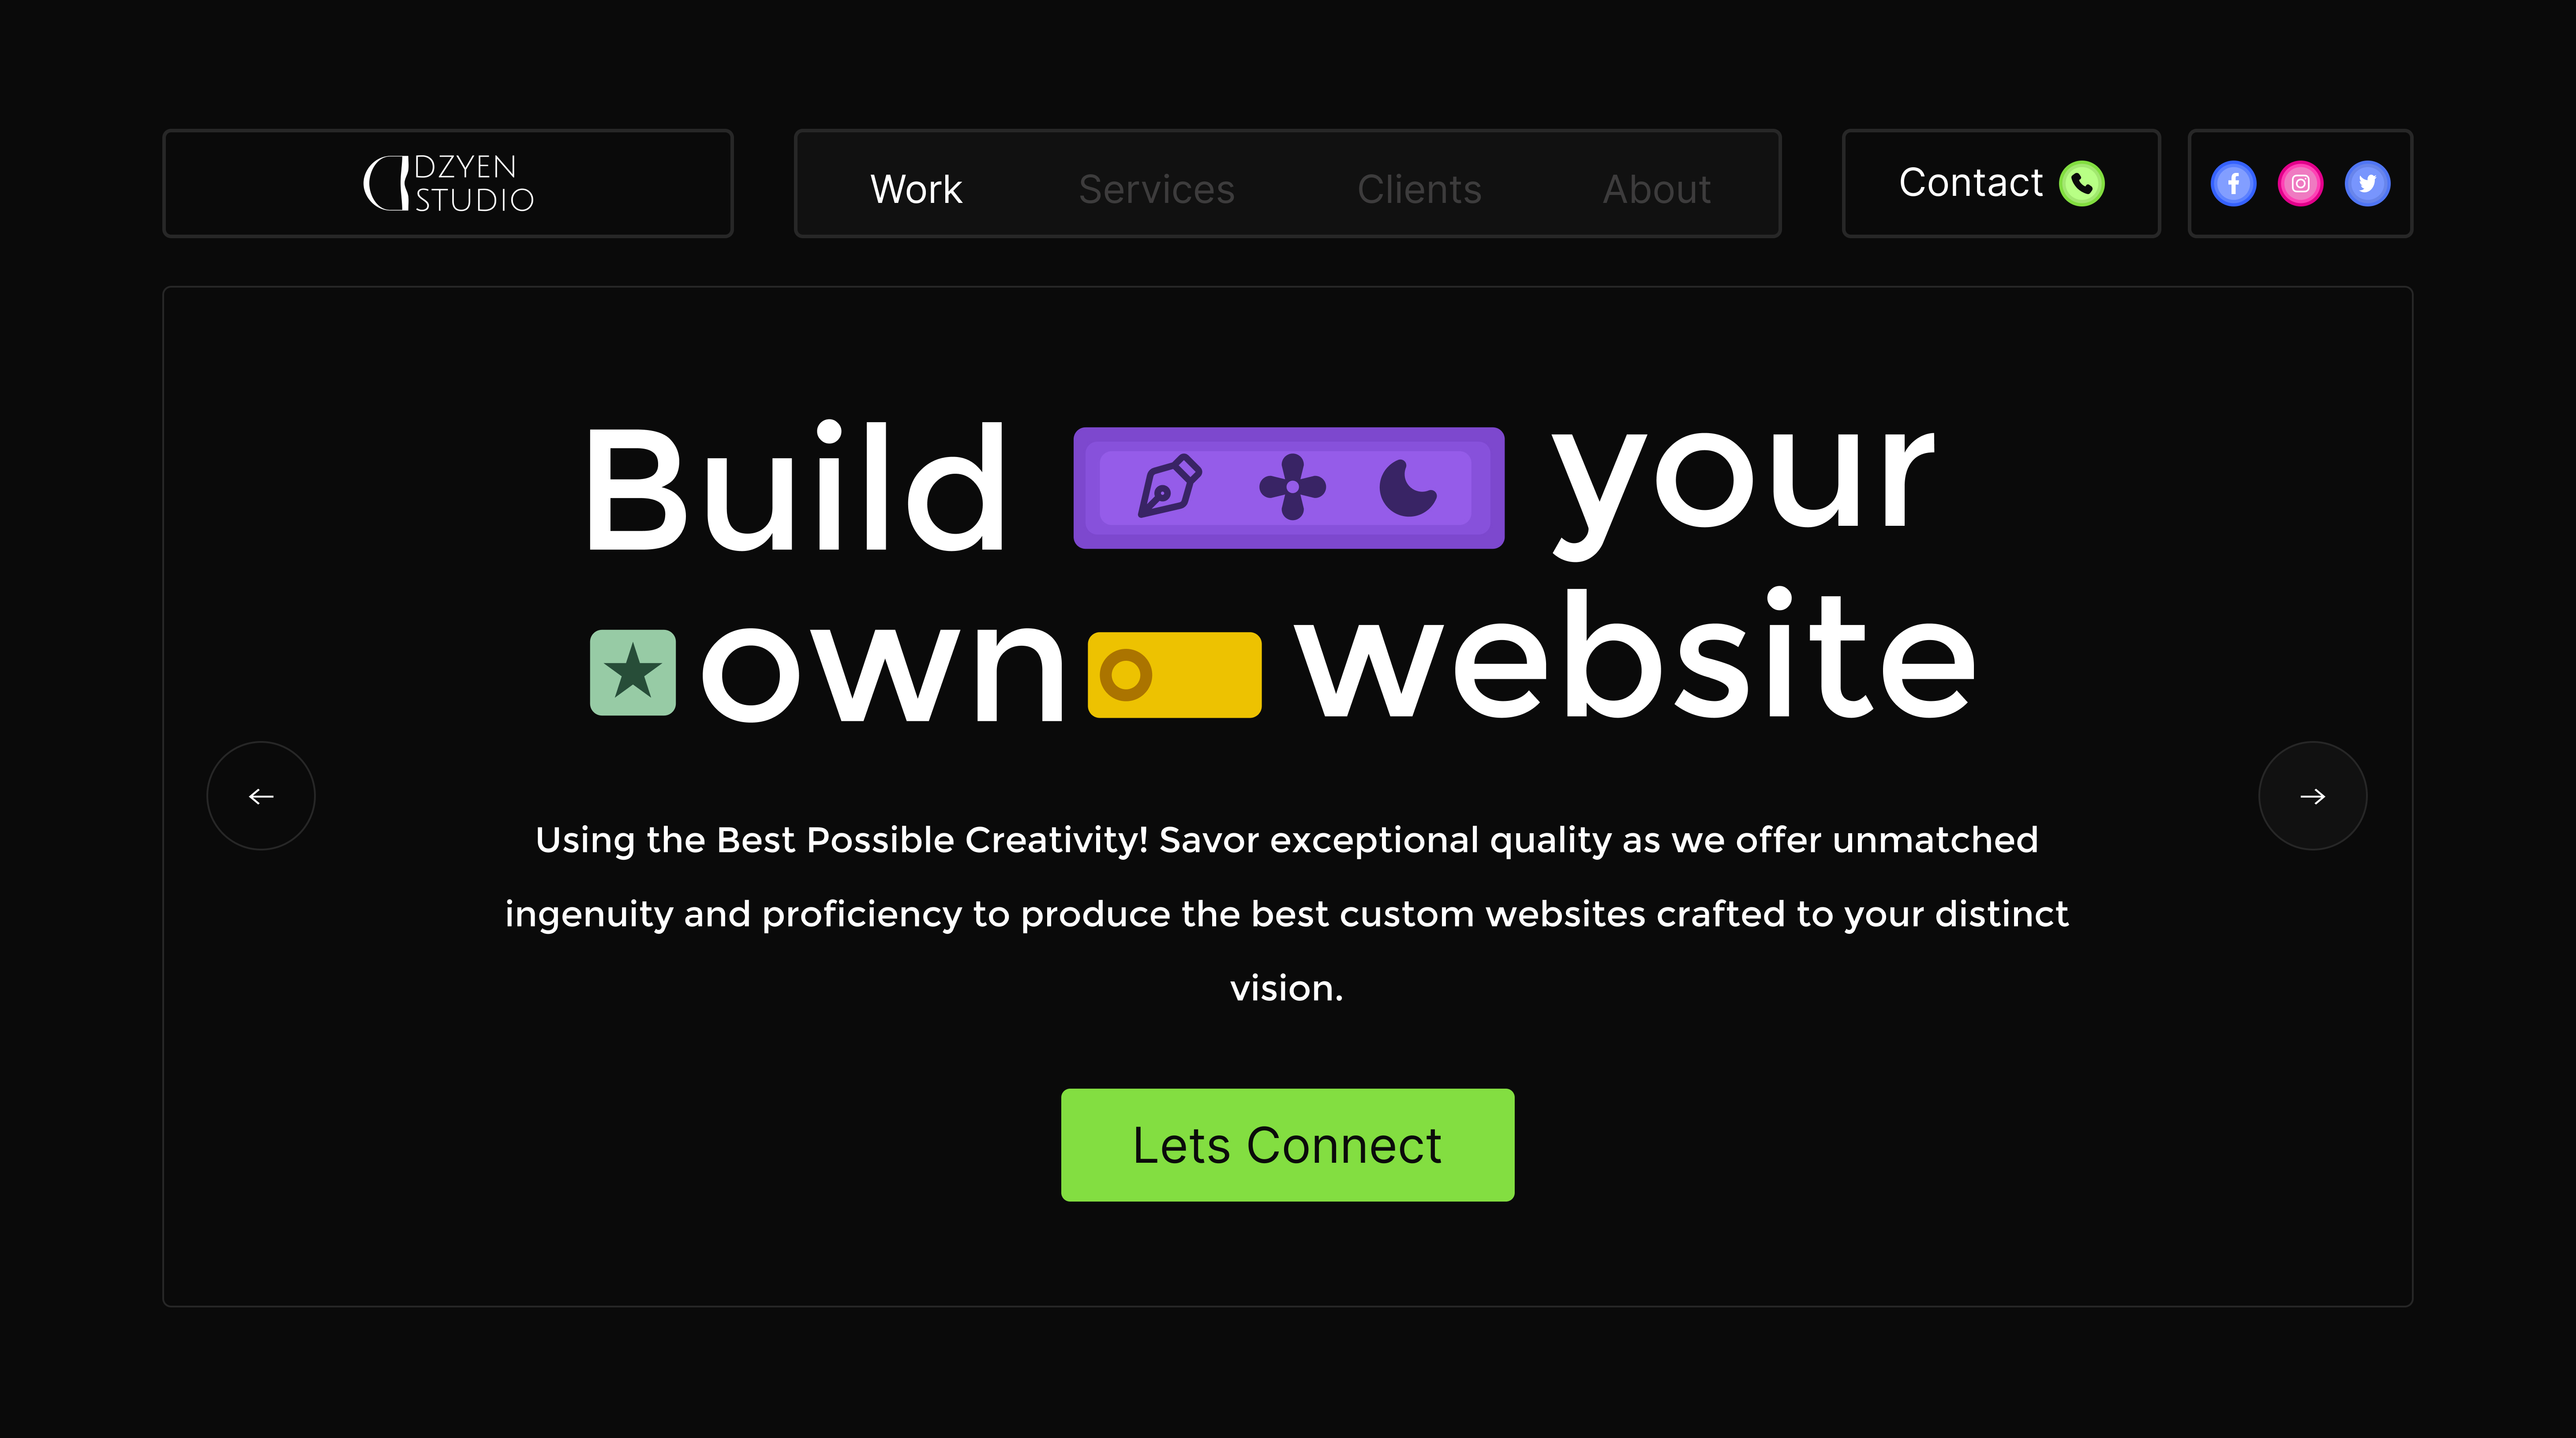 DZYEN
STUDIO
Work Services Clients About
Contact
Build your
own website
Using the Best Possible Creativity! Savor exceptional quality as we offer unmatched
ingenuity and proficiency to produce the best custom websites crafted to your distinct
vision.
Lets Connect